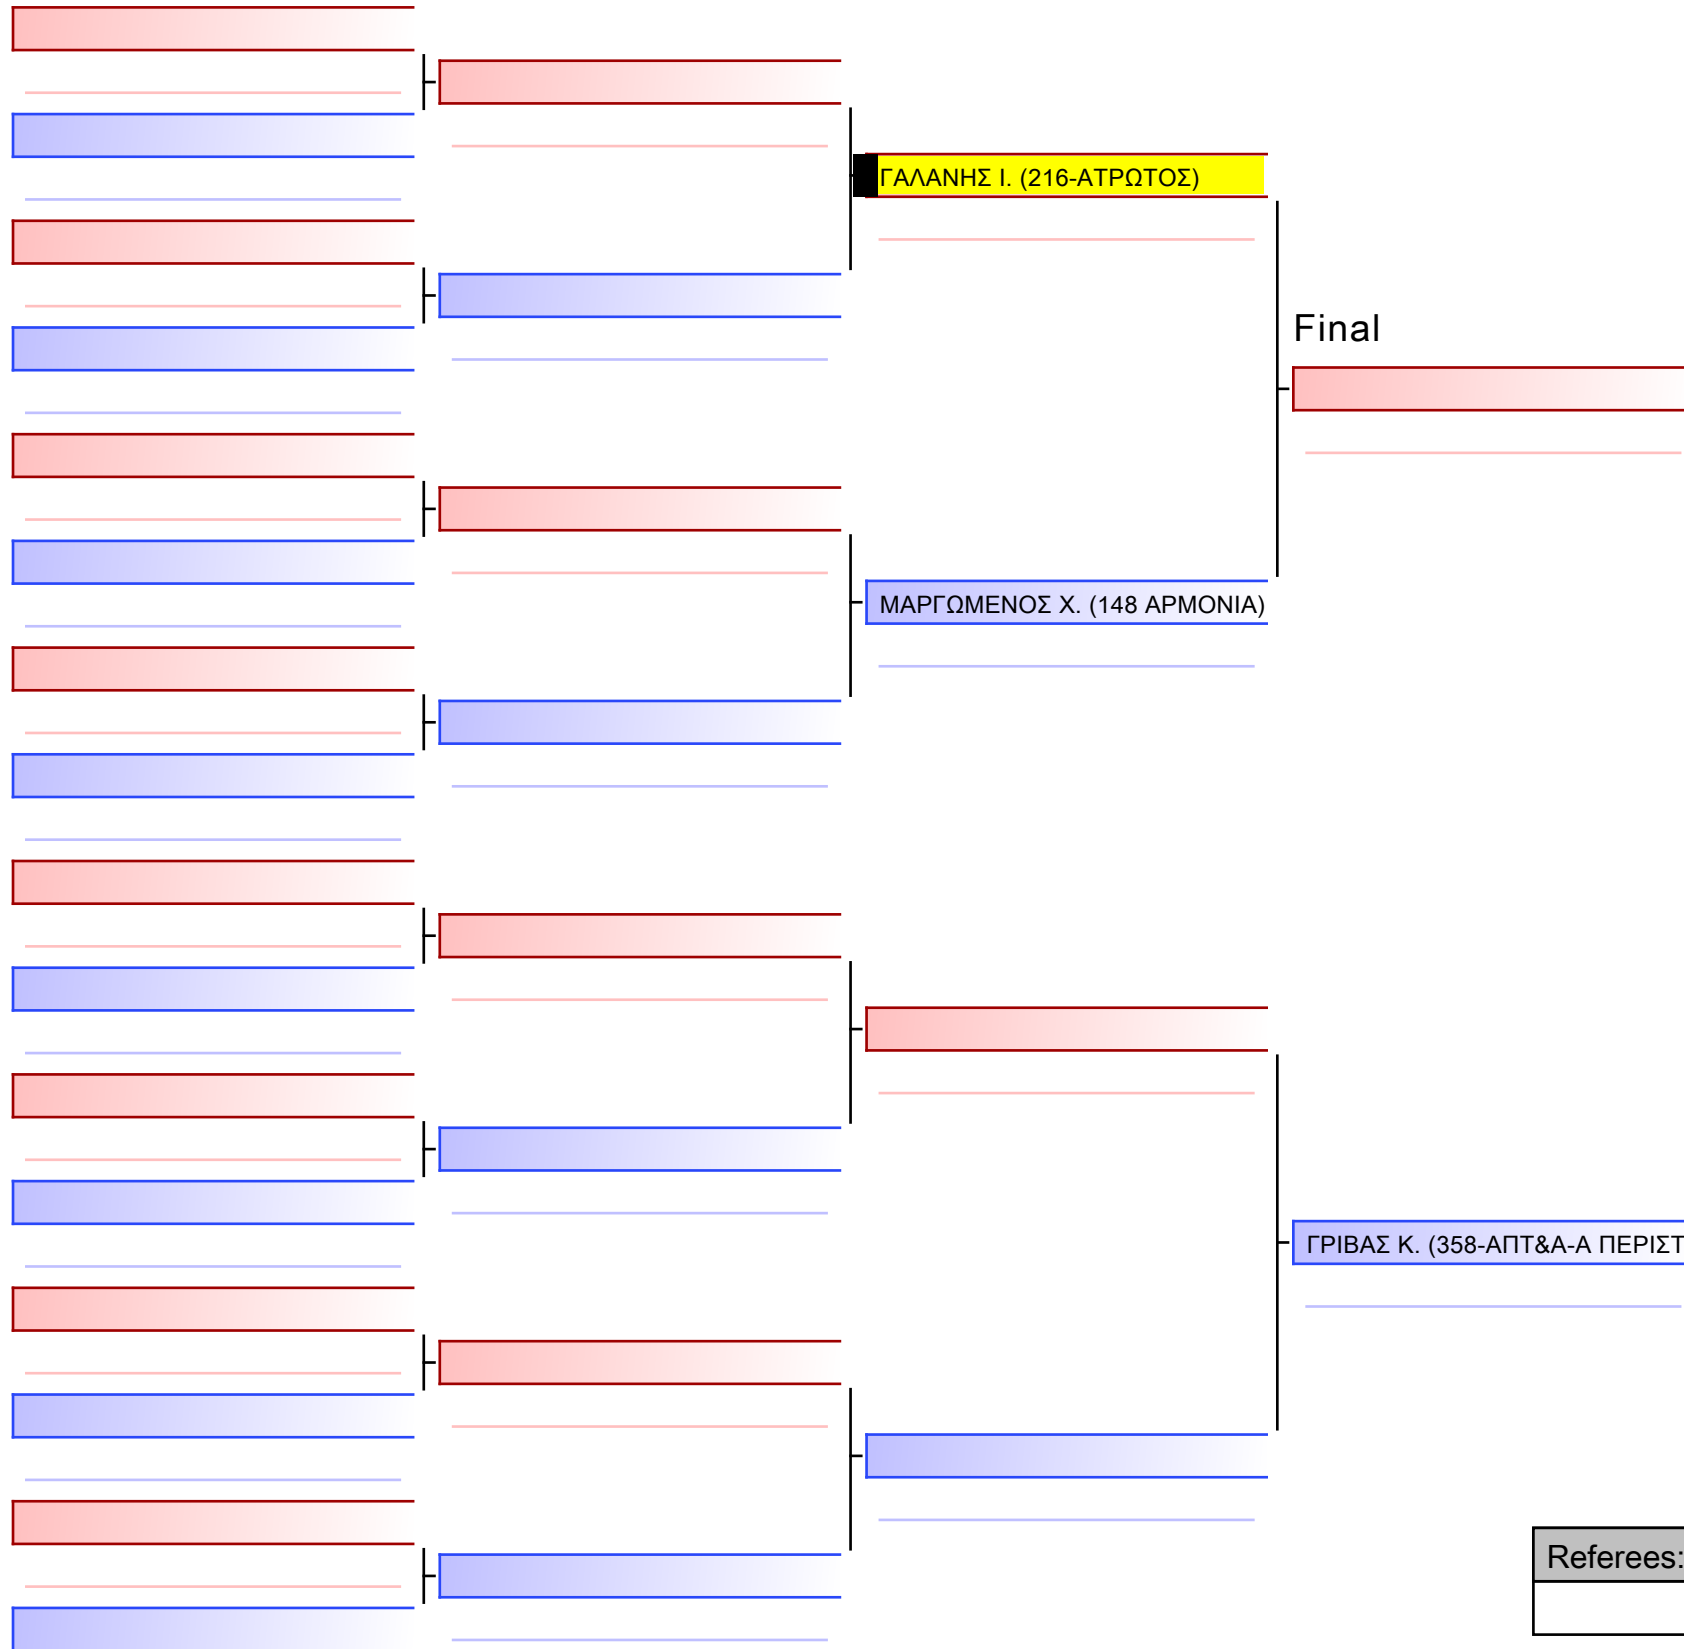 ΓΑΛΑΝΗΣ Ι. (216-ΑΤΡΩΤΟΣ)
Final
ΜΑΡΓΩΜΕΝΟΣ Χ. (148 ΑΡΜΟΝΙΑ)
ΓΡΙΒΑΣ Κ. (358-ΑΠΤ&Α-Α ΠΕΡΙΣΤ
Referees: